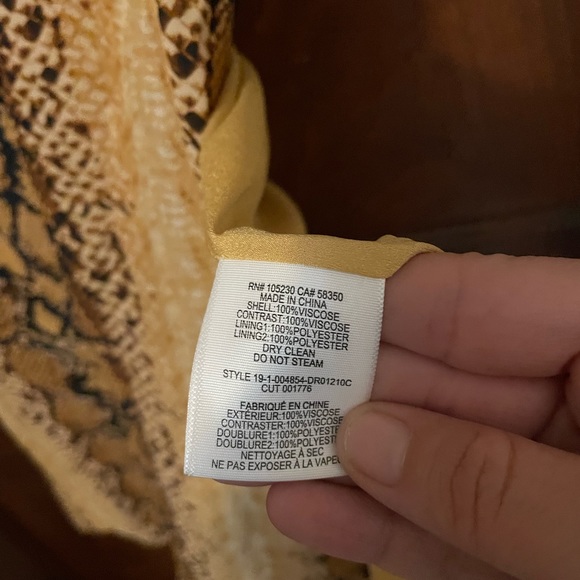 RN# 105230 CA# 58350
MADE IN CHINA
SHELL:100%VISCOSE
CONTRAST:100%VISCOSE
LINING1:100%POLYESTER
LINING2:100%POLYESTER
DRY CLEAN
DO NOT STEAM
STYLE 19-1-004854-DR01210C
CUT 001776
FABRIQUÉ EN CHINE
EXTÉRIEUR:100%VISCOSE
CONTRASTER:100%VISCOSE
DOUBLURE1:100%POLYESTER
DOUBLURE2:100%POLYESTER
NETTOYAGE À SEC
NE PAS EXPOSER À LA VAPEU